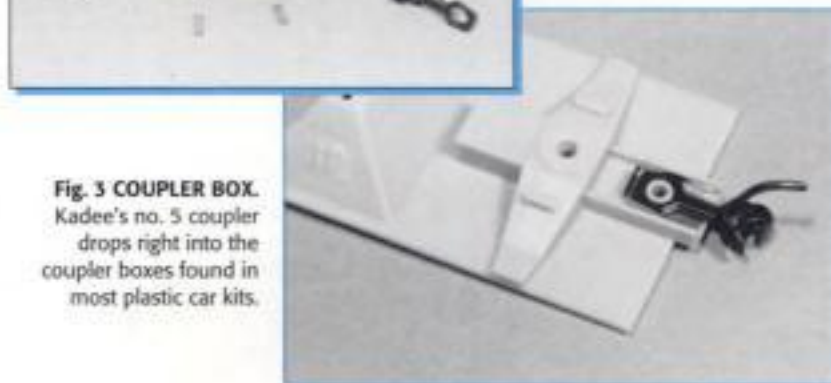 Fig. 3 COUPLER BOX.
Kadee's no. 5 coupler
drops right into the
coupler boxes found in
most plastic car kits.